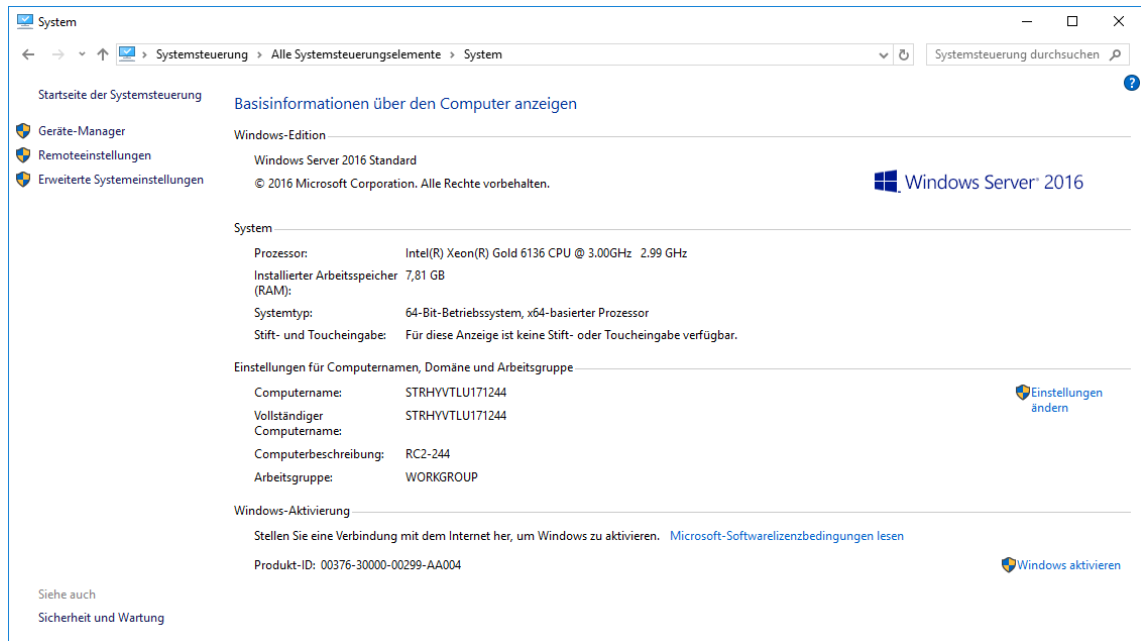 System
Systemsteuerung > Alle Systemsteuerungselemente > System
Systemsteuerung durchsuchen
Startseite der Systemsteuerung
Geräte-Manager
Remoteeinstellungen
Erweiterte Systemeinstellungen
Basisinformationen über den Computer anzeigen
Windows-Edition
Windows Server 2016 Standard
© 2016 Microsoft Corporation. Alle Rechte vorbehalten.
Windows Server® 2016
System
Prozessor: Intel(R) Xeon(R) Gold 6136 CPU @ 3.00GHz 2.99 GHz
Installierter Arbeitsspeicher 7,81 GB
(RAM):
Systemtyp: 64-Bit-Betriebssystem, x64-basierter Prozessor
Stift- und Toucheingabe: Für diese Anzeige ist keine Stift- oder Toucheingabe verfügbar.
Einstellungen für Computernamen, Domäne und Arbeitsgruppe
Computername: STRHYVTLU171244
Einstellungen
ändern
Vollständiger STRHYVTLU171244
Computername:
Computerbeschreibung: RC2-244
Arbeitsgruppe: WORKGROUP
Windows-Aktivierung
Stellen Sie eine Verbindung mit dem Internet her, um Windows zu aktivieren. Microsoft-Softwarelizenzbedingungen lesen
Produkt-ID: 00376-30000-00299-AA004
Windows aktivieren
Siehe auch
Sicherheit und Wartung